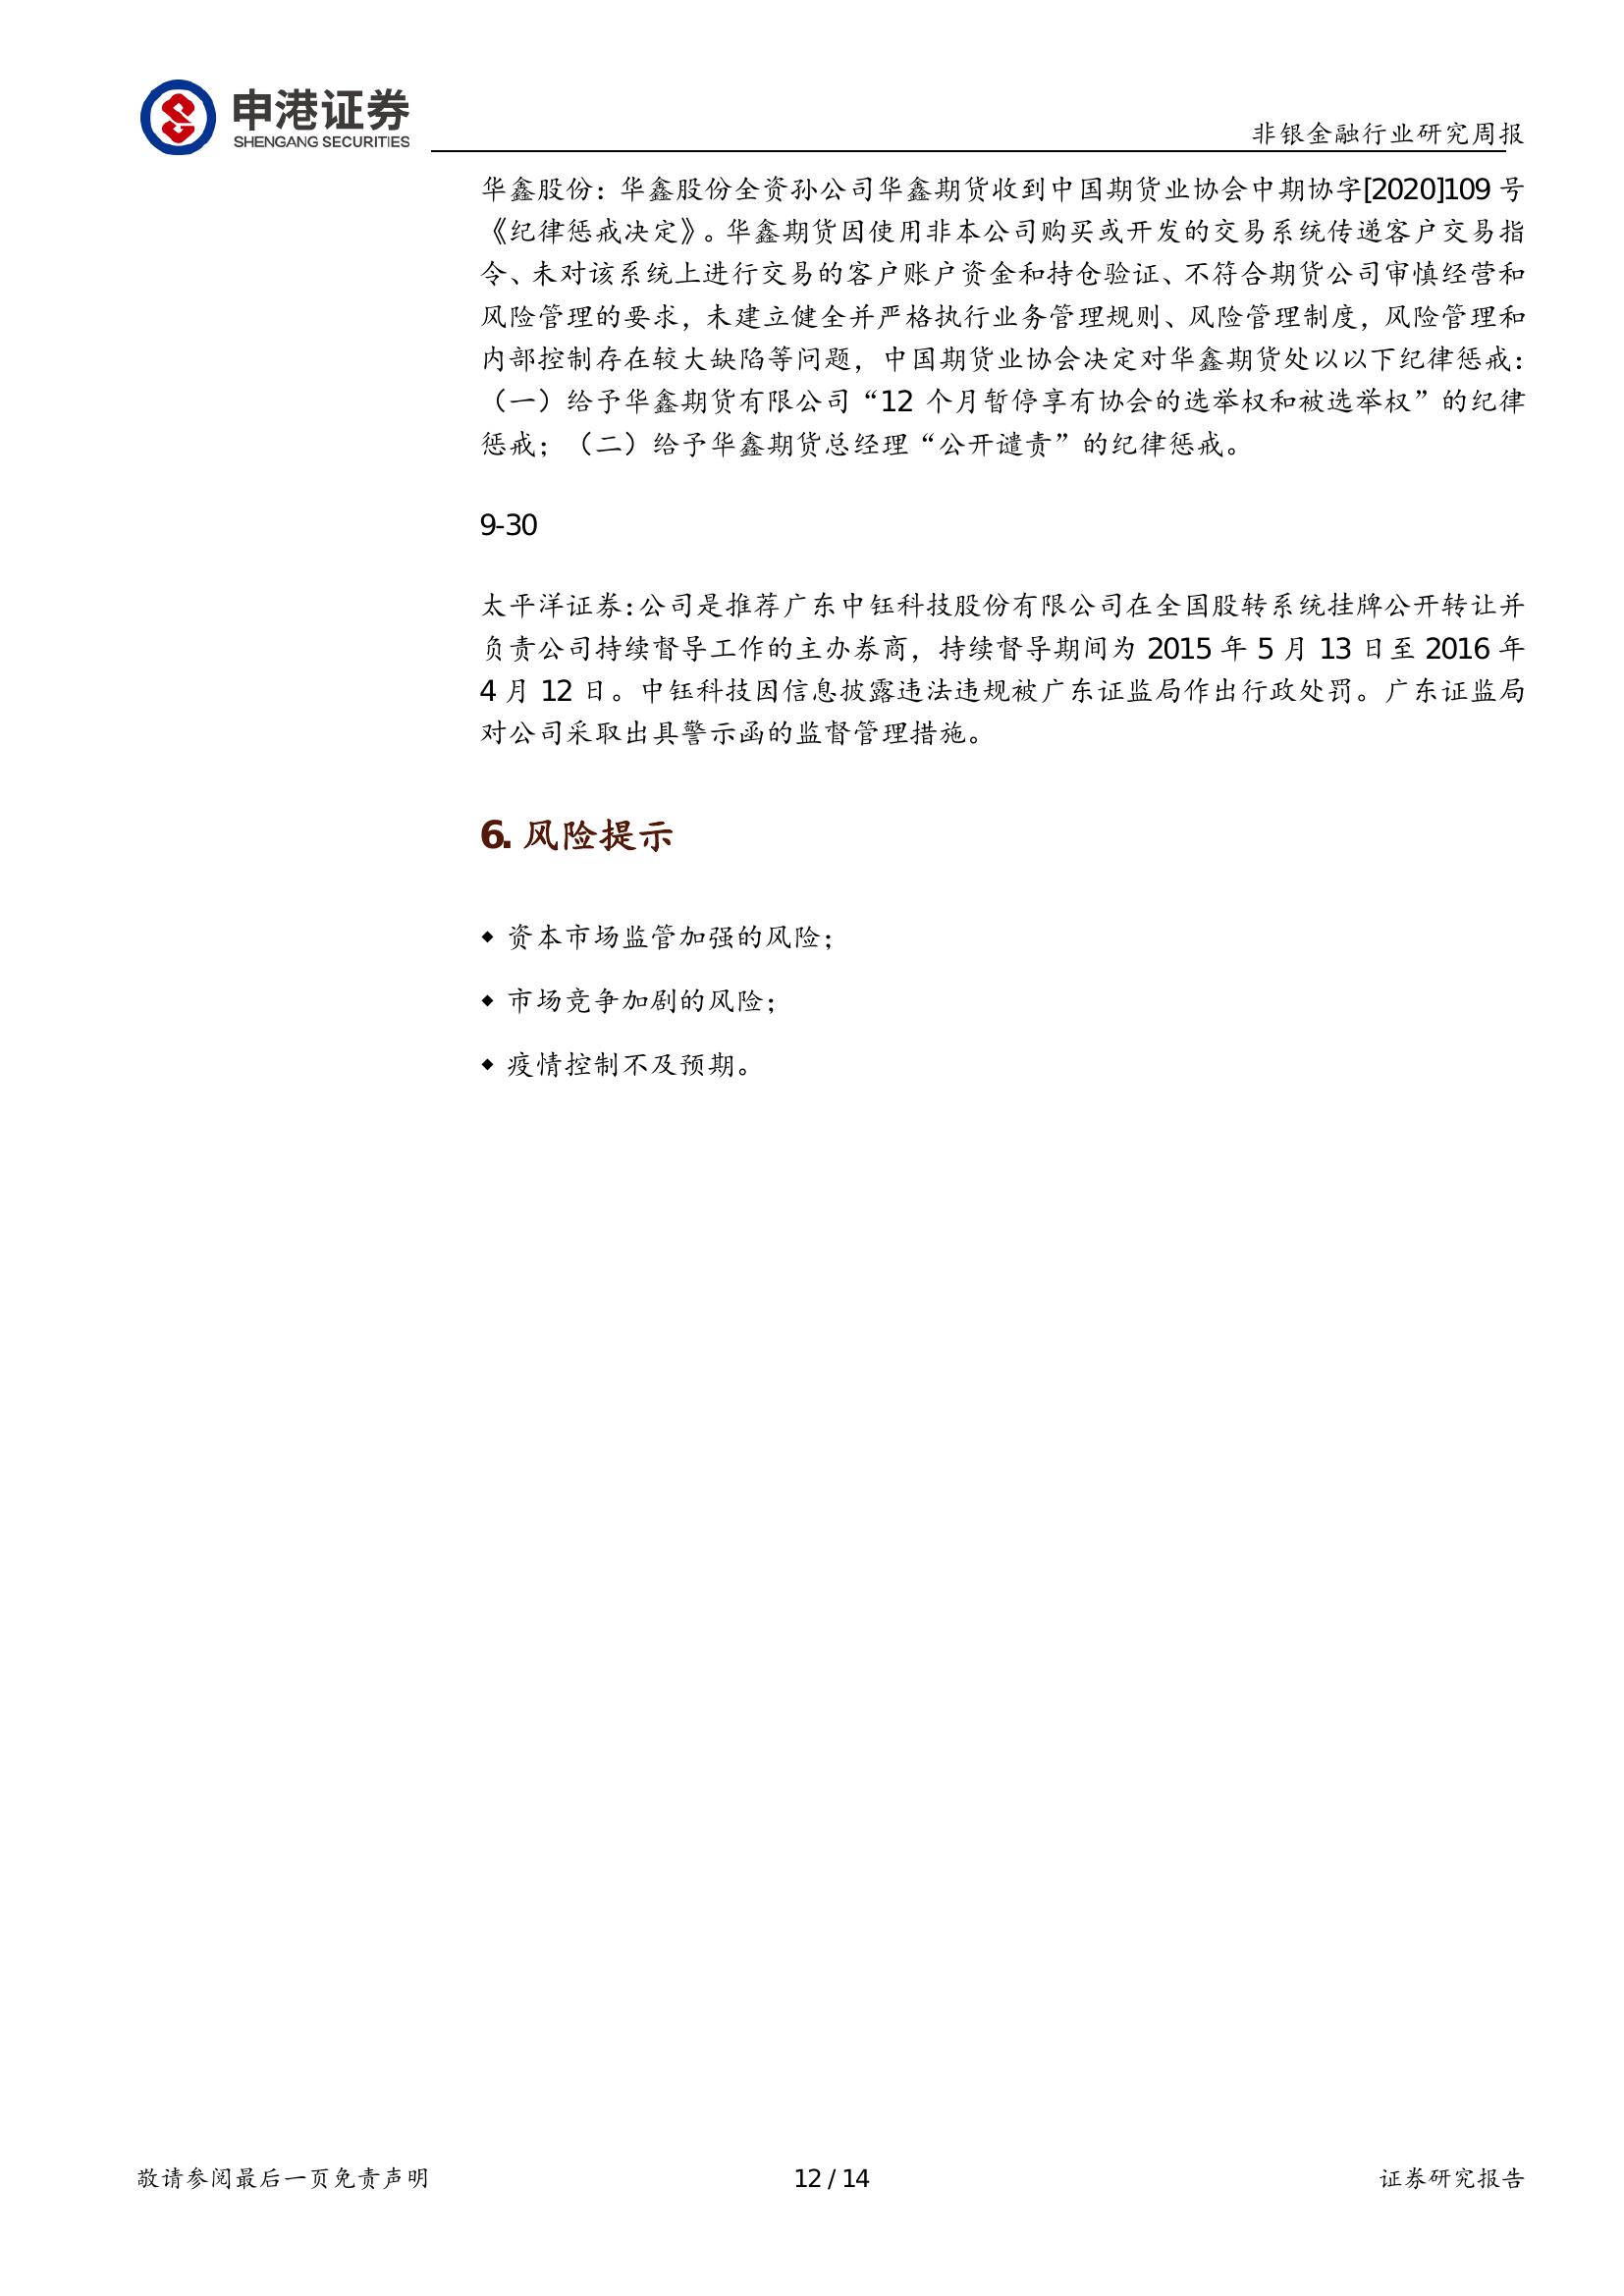 申港证券
SHENGANG SECURITIES
非银金融行业研究周报
华鑫股份：华鑫股份全资孙公司华鑫期货收到中国期货业协会中期协字[2020]109 号
《纪律惩戒决定》。华鑫期货因使用非本公司购买或开发的交易系统传递客户交易指
令、未对该系统上进行交易的客户账户资金和持仓验证、不符合期货公司审慎经营和
风险管理的要求，未建立健全并严格执行业务管理规则、风险管理制度，风险管理和
内部控制存在较大缺陷等问题，中国期货业协会决定对华鑫期货处以以下纪律惩戒：
（一）给予华鑫期货有限公司“12 个月暂停享有协会的选举权和被选举权”的纪律
惩戒；（二）给予华鑫期货总经理“公开谴责”的纪律惩戒。
9-30
太平洋证券：公司是推荐广东中钰科技股份有限公司在全国股转系统挂牌公开转让并
负责公司持续督导工作的主办券商，持续督导期间为 2015 年 5 月 13 日至 2016 年
4 月 12 日。中钰科技因信息披露违法违规被广东证监局作出行政处罚。广东证监局
对公司采取出具警示函的监督管理措施。
6. 风险提示
◆ 资本市场监管加强的风险；
◆ 市场竞争加剧的风险；
◆ 疫情控制不及预期。
敬请参阅最后一页免责声明
12 / 14
证券研究报告